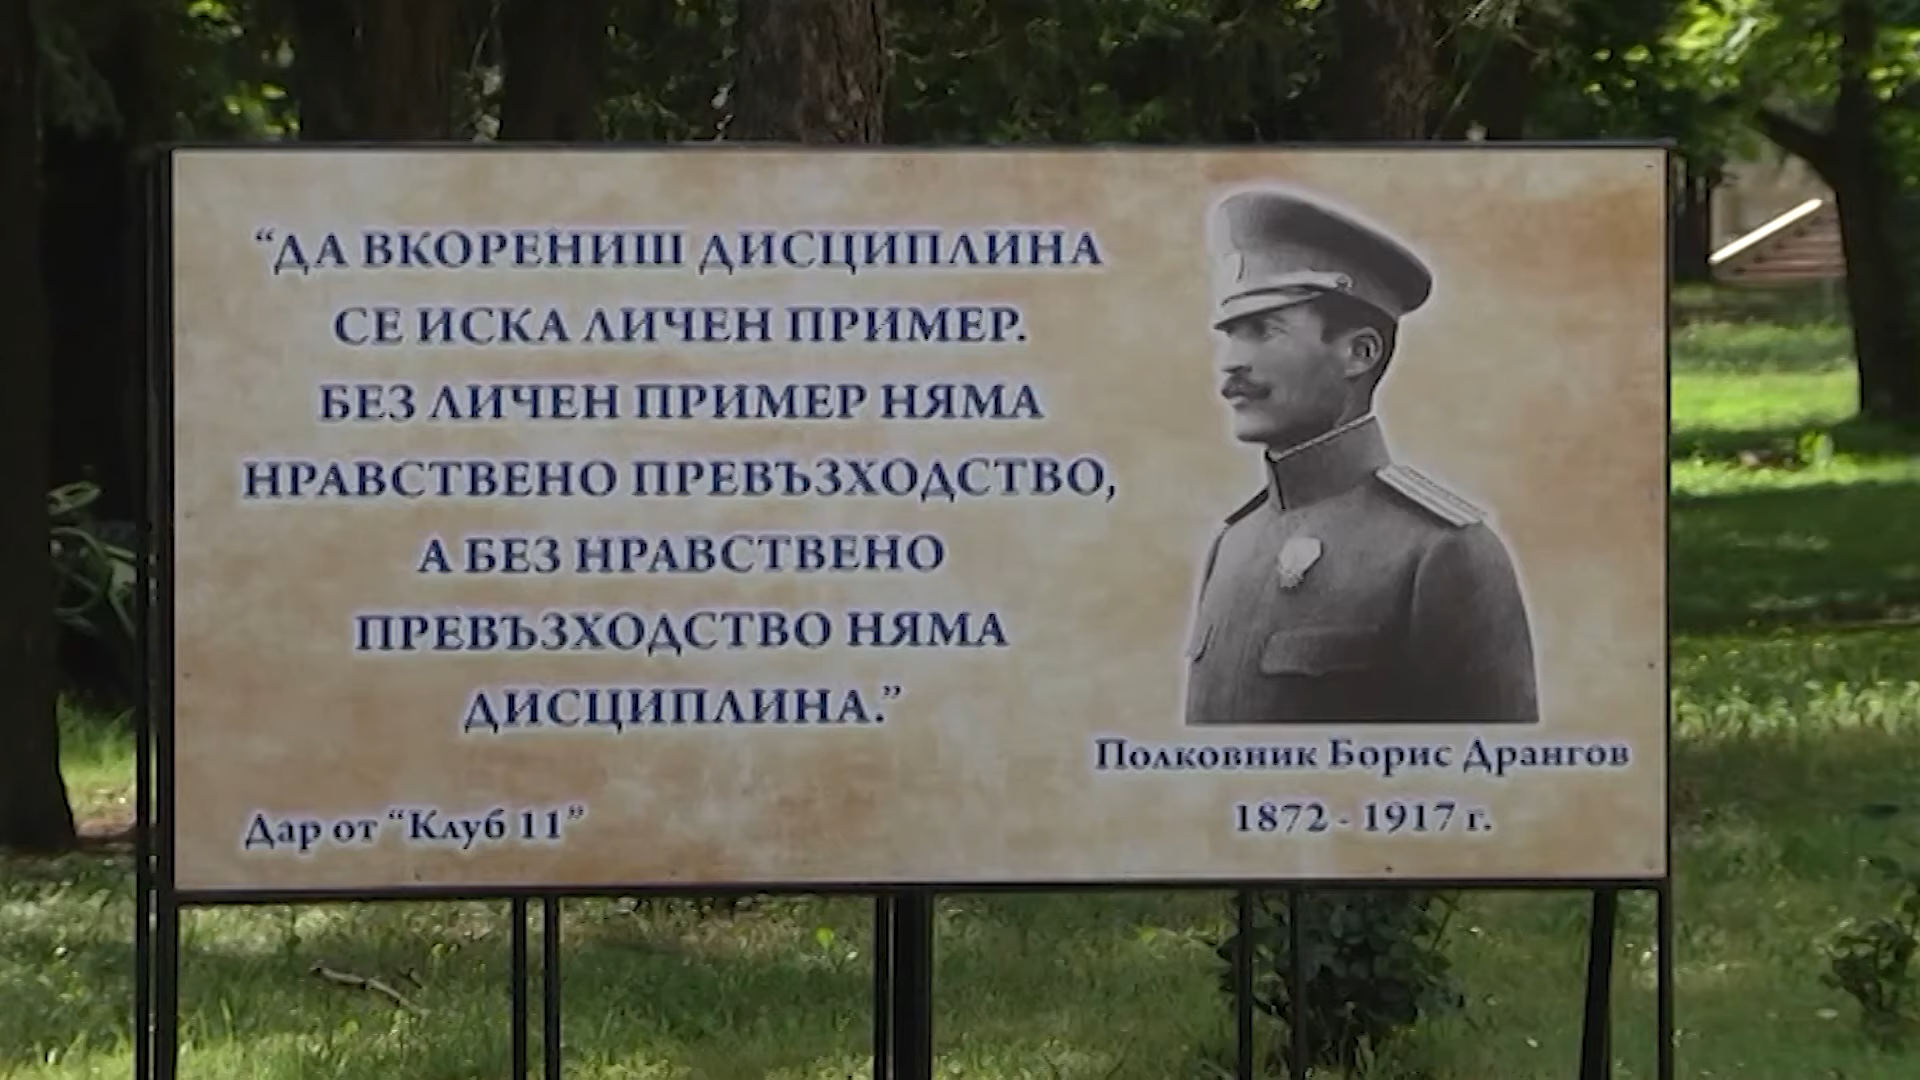 “ДА ВКОРЕНИШ ДИСЦИПЛИНА
СЕ ИСКА ЛИЧЕН ПРИМЕР.
БЕЗ ЛИЧЕН ПРИМЕР НЯМА
НРАВСТВЕНО ПРЕВЪЗХОДСТВО,
А БЕЗ НРАВСТВЕНО
ПРЕВЪЗХОДСТВО НЯМА
ДИСЦИПЛИНА.”
Полковник Борис Дрангов
1872 - 1917 г.
Дар от “Клуб 11”